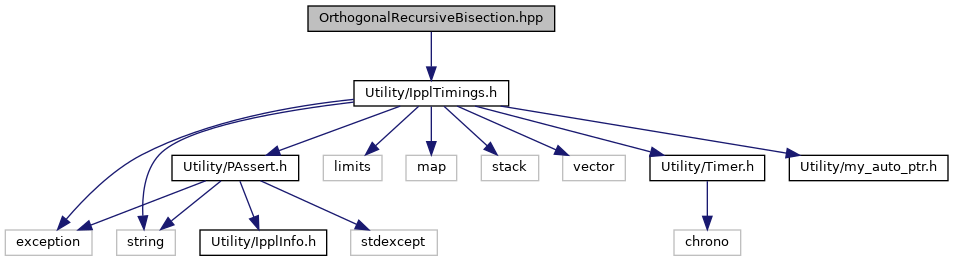 OrthogonalRecursiveBisection.hpp
Utility/IpplTimings.h
Utility/PAssert.h
limits
map
stack
vector
Utility/Timer.h
Utility/my_auto_ptr.h
exception
string
Utility/IpplInfo.h
stdexcept
chrono